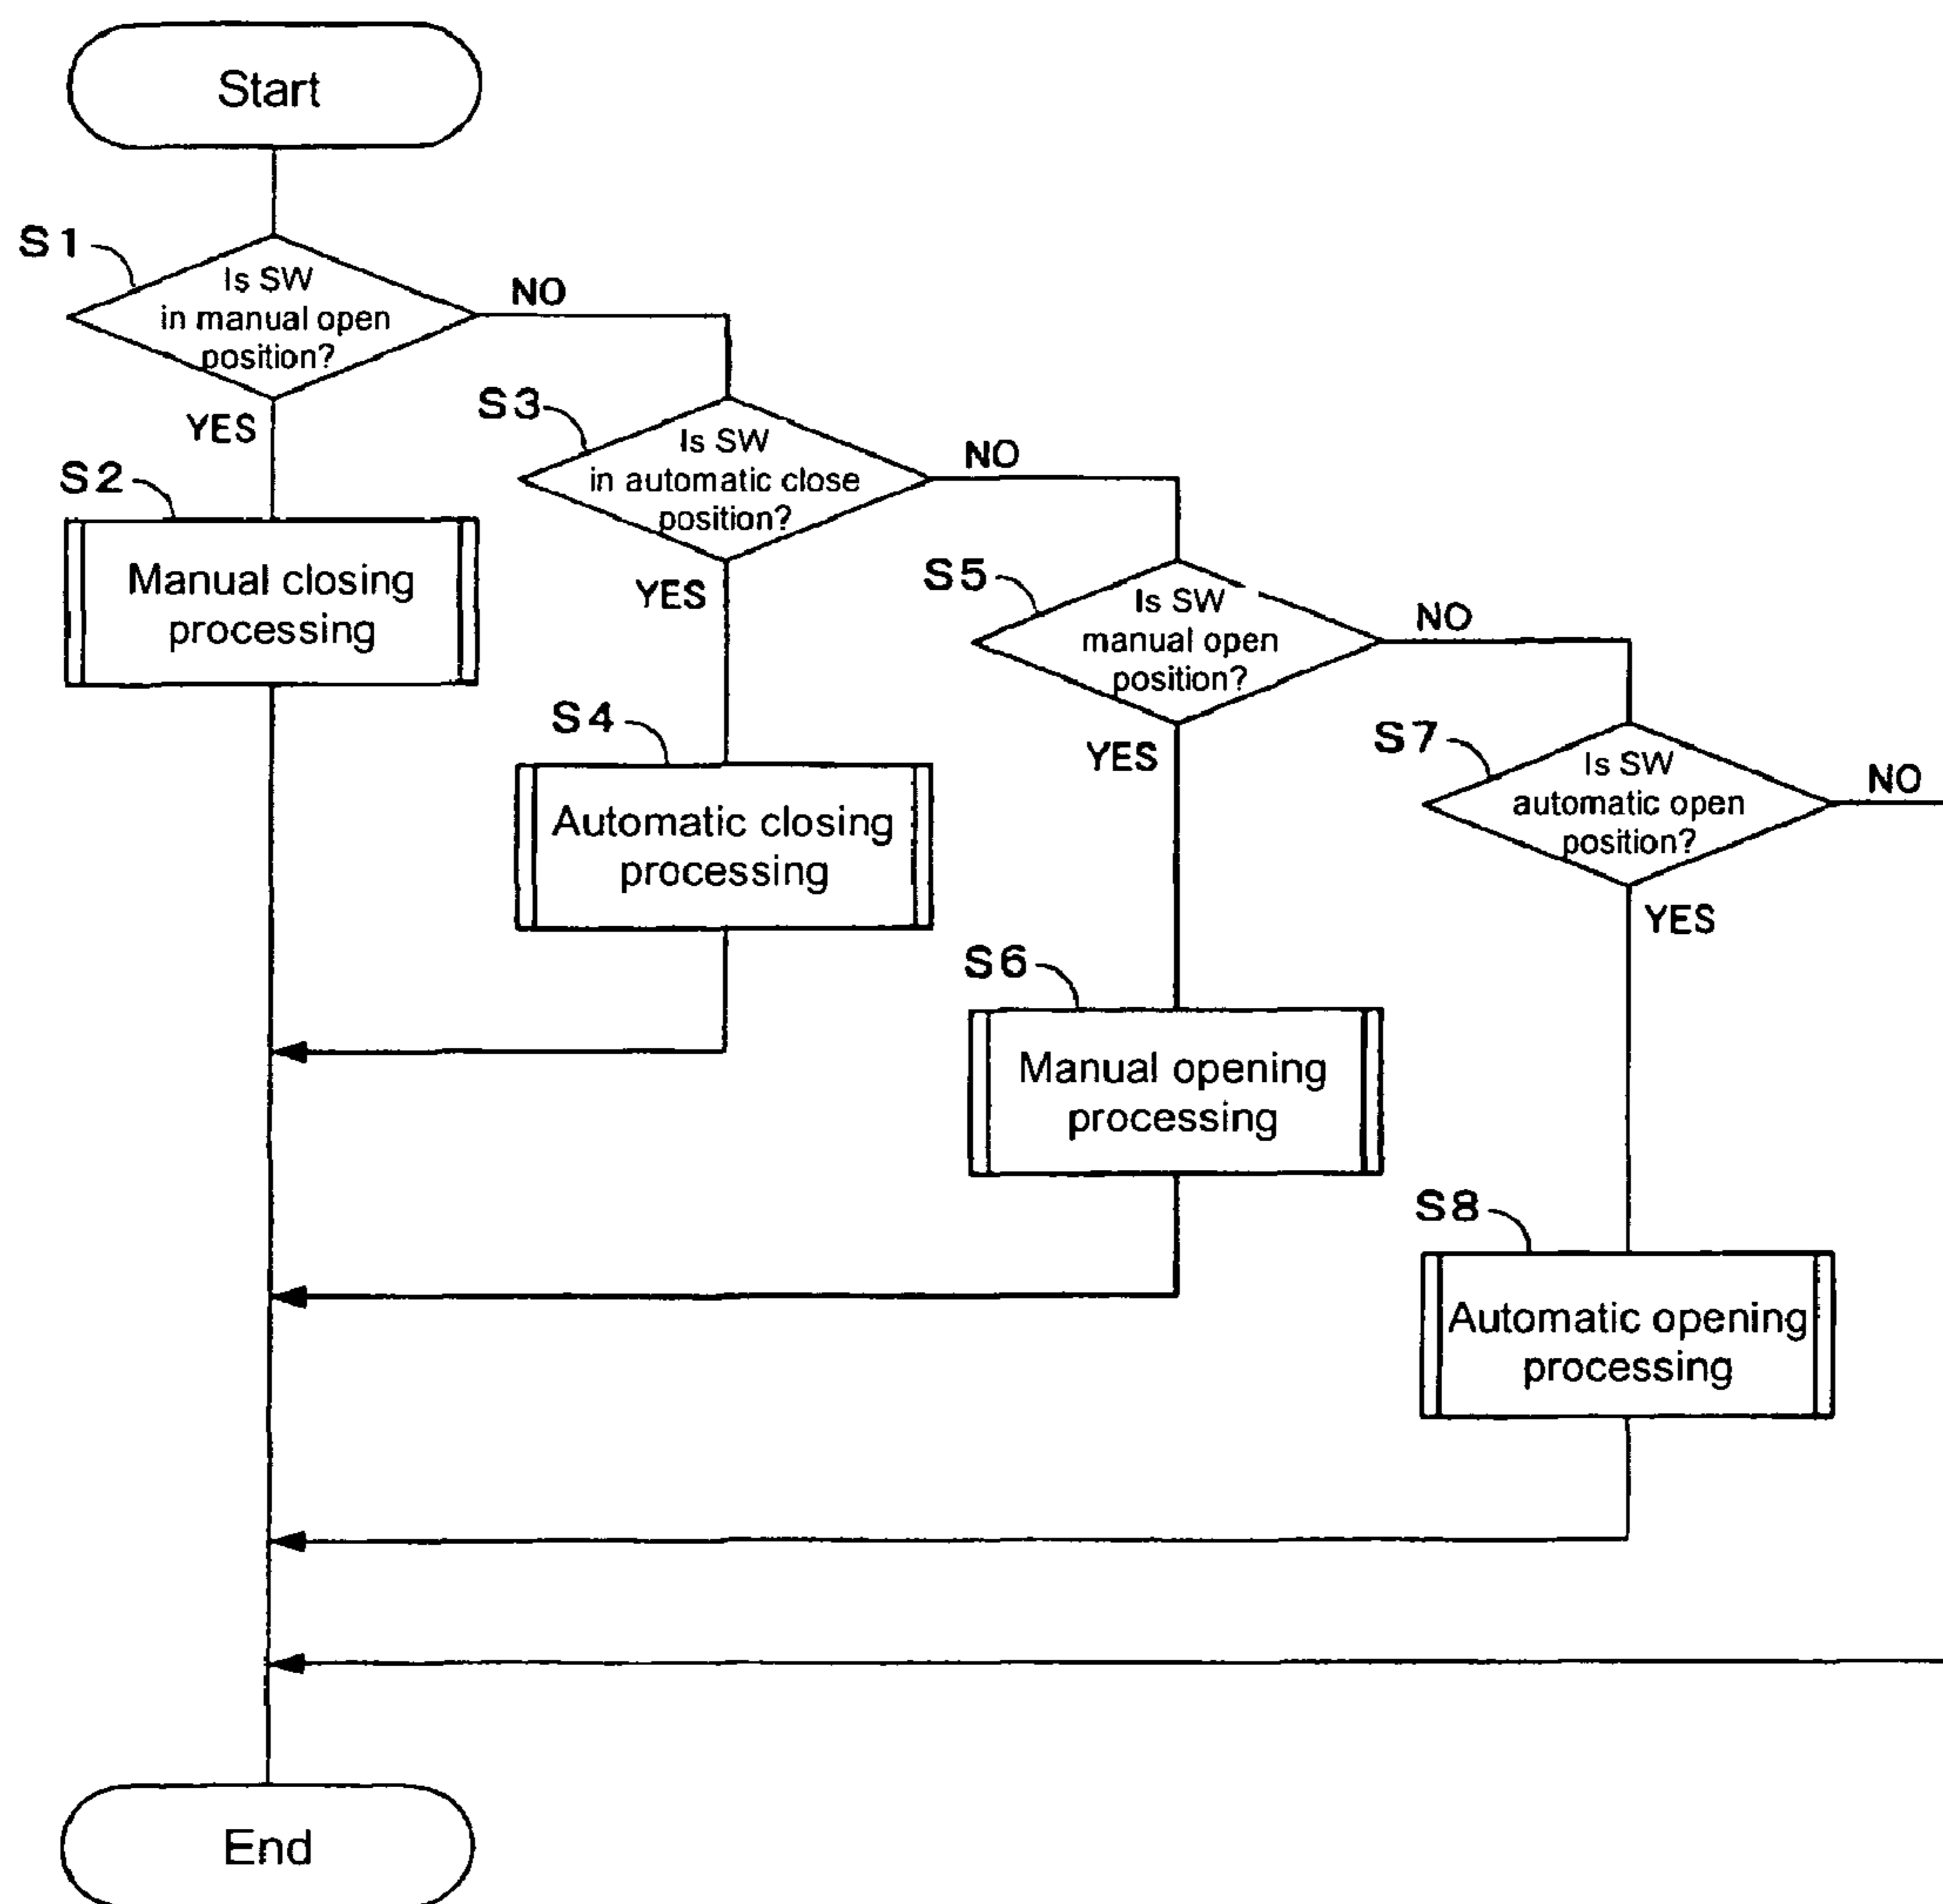 Start
S1
Is SW
in manual open
position?
NO
YES
S2
Manual closing
processing
S3
Is SW
in automatic close
position?
NO
YES
S4
Automatic closing
processing
S5
Is SW
manual open
position?
NO
YES
S6
Manual opening
processing
S7
Is SW
automatic open
position?
NO
YES
S8
Automatic opening
processing
End